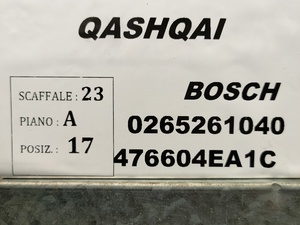 QASHQAI
BOSCH
0265261040
476604EA1C
SCAFFALE : 23
PIANO : A
POSIZ. : 17